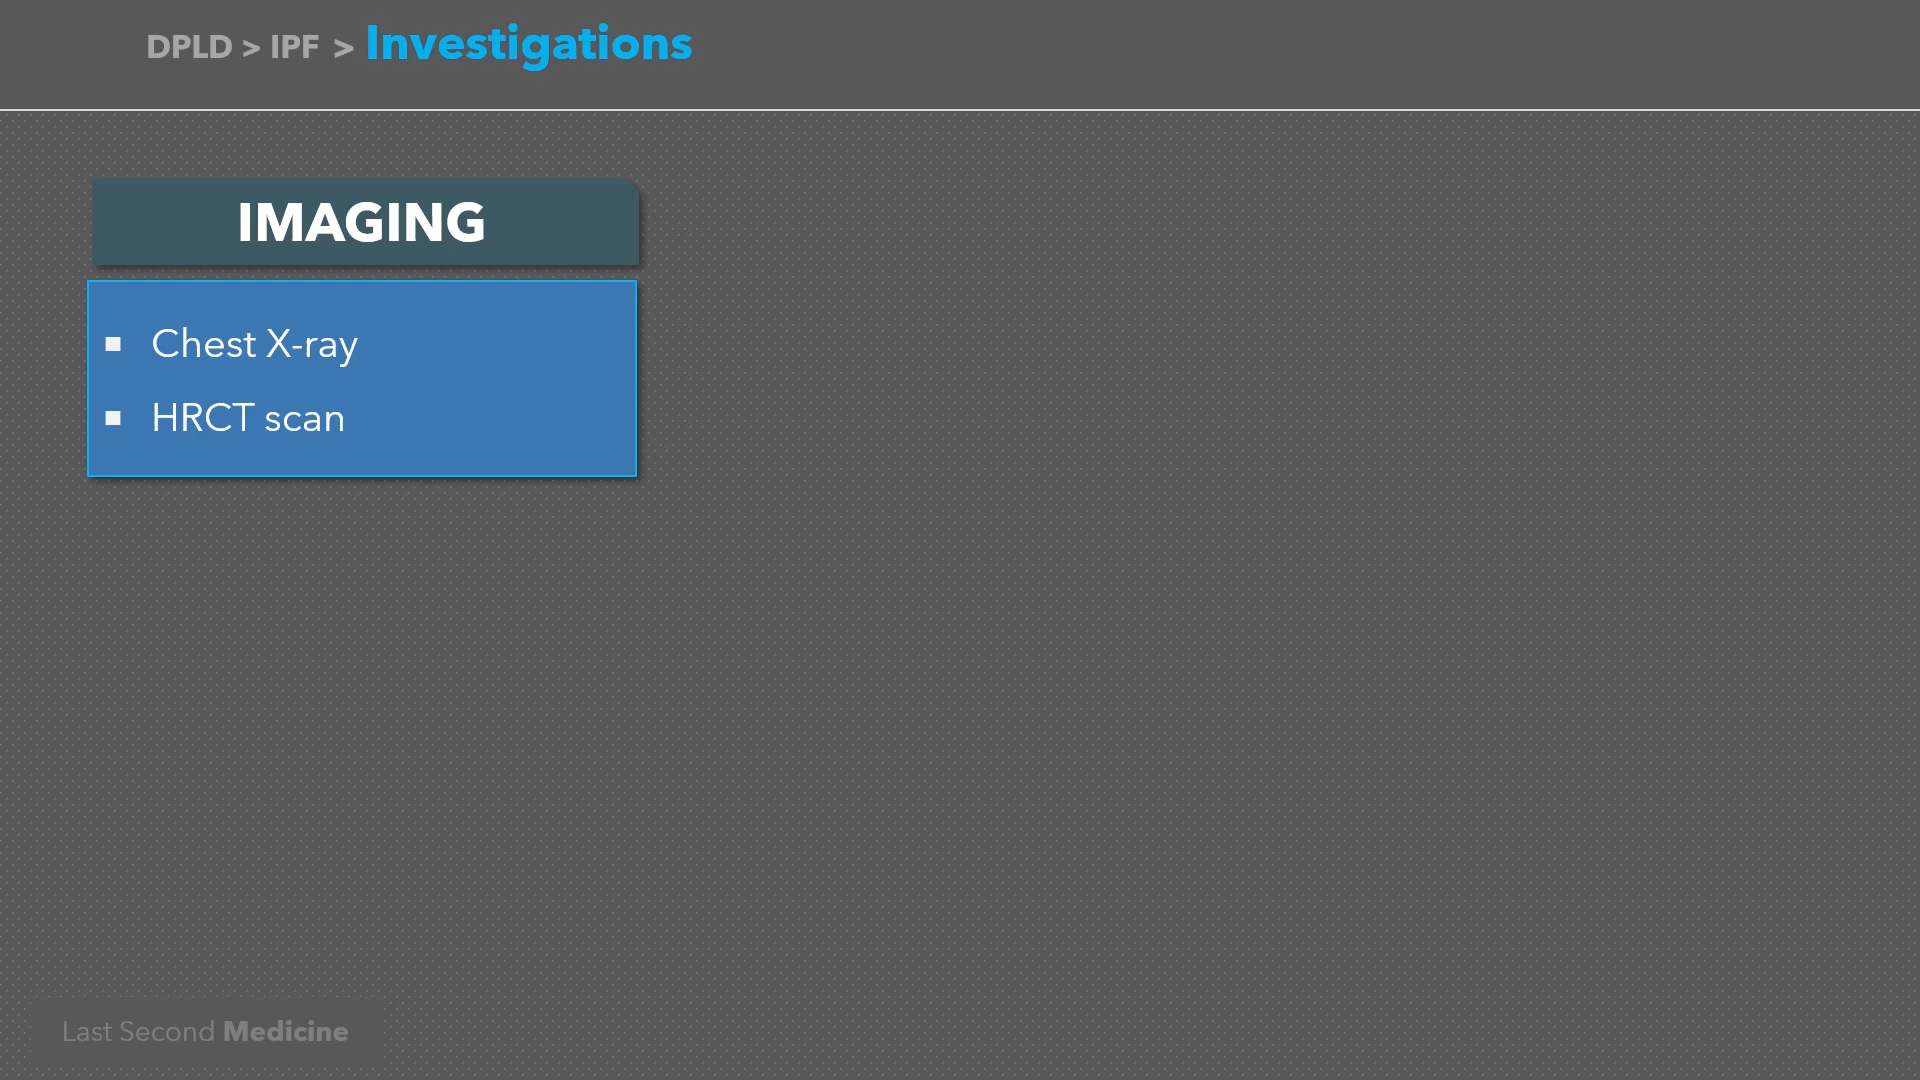 DPLD > IPF > Investigations
IMAGING
Chest X-ray
HRCT scan
Last Second Medicine